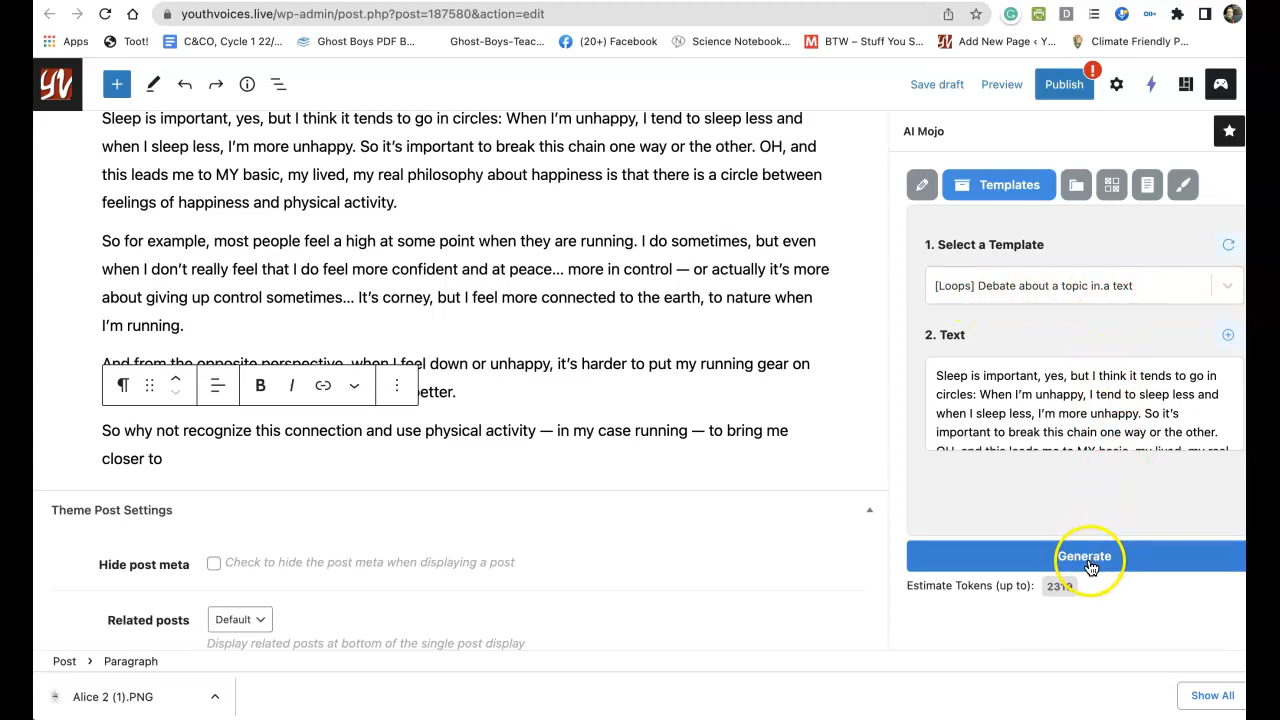 youthvoices.live/wp-admin/post.php?post=187580&action=edit
Apps Toot! C&CO, Cycle 1 22/... Ghost Boys PDF B... Ghost-Boys-Teac... (20+) Facebook Science Notebook... BTW – Stuff You S... Add New Page ‹ Y... Climate Friendly P...
Save draft Preview Publish
Sleep is important, yes, but I think it tends to go in circles: When I'm unhappy, I tend to sleep less and
when I sleep less, I'm more unhappy. So it's important to break this chain one way or the other. OH, and
this leads me to MY basic, my lived, my real philosophy about happiness is that there is a circle between
feelings of happiness and physical activity.
So for example, most people feel a high at some point when they are running. I do sometimes, but even
when I don't really feel that I do feel more confident and at peace... more in control — or actually it's more
about giving up control sometimes... It's corney, but I feel more connected to the earth, to nature when
I'm running.
And from the opposite perspective, when I feel down or unhappy, it's harder to put my running gear on
etter.
B I
So why not recognize this connection and use physical activity — in my case running — to bring me
closer to
Theme Post Settings
Hide post meta Check to hide the post meta when displaying a post
Related posts Default
Display related posts at bottom of the single post display
Post Paragraph
AI Mojo
Templates
1. Select a Template
[Loops] Debate about a topic in.a text
2. Text
Sleep is important, yes, but I think it tends to go in
circles: When I'm unhappy, I tend to sleep less and
when I sleep less, I'm more unhappy. So it's
important to break this chain one way or the other.
OH, and this leads me to MY basic, my lived, my real
Generate
Estimate Tokens (up to): 2319
Alice 2 (1).PNG
Show All